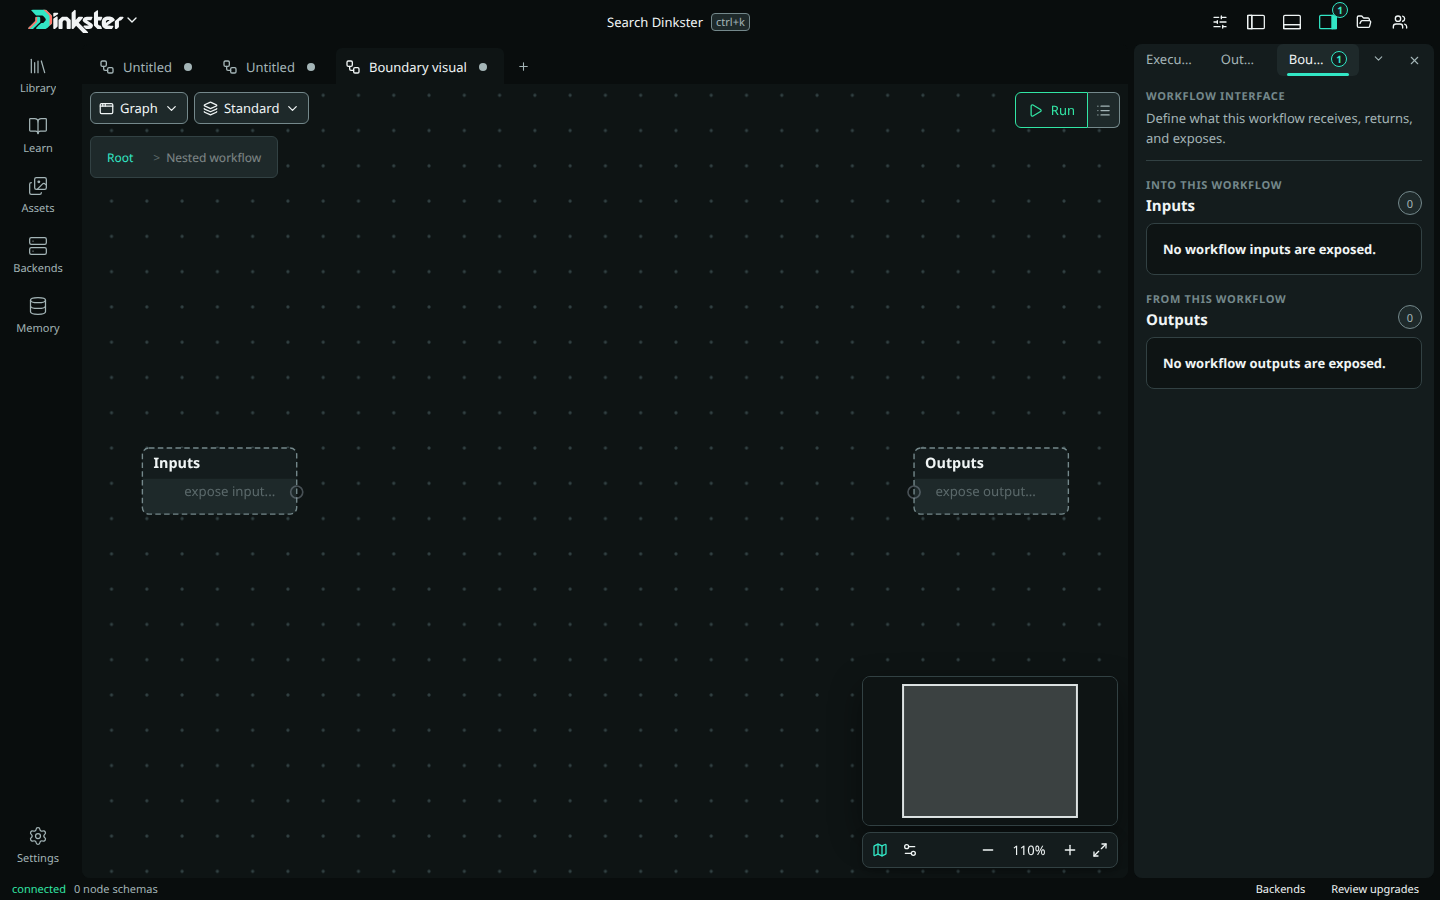 Dinkster
Search Dinkster ctrl+k
1
Library
Learn
Assets
Backends
Memory
Settings
Untitled
Untitled
Boundary visual
Graph
Standard
Run
Root > Nested workflow
Inputs
expose input...
Outputs
expose output...
110%
Execu...
Out...
Bou... 1
WORKFLOW INTERFACE
Define what this workflow receives, returns,
and exposes.
INTO THIS WORKFLOW
Inputs 0
No workflow inputs are exposed.
FROM THIS WORKFLOW
Outputs 0
No workflow outputs are exposed.
connected 0 node schemas
Backends Review upgrades